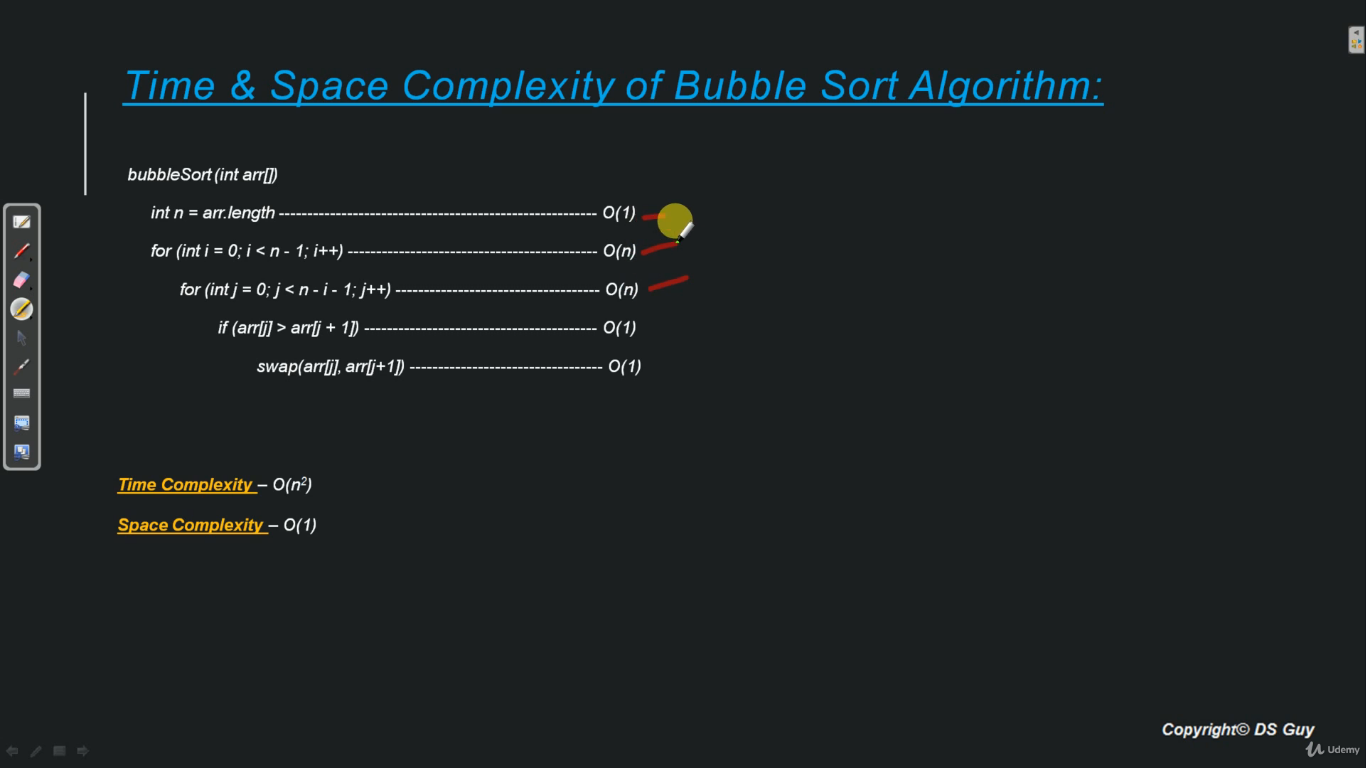 Time & Space Complexity of Bubble Sort Algorithm:
bubbleSort(int arr[])
int n = arr.length -------------------------------------------------------- O(1)
for (int i = 0; i < n - 1; i++) -------------------------------------------- O(n)
for (int j = 0; j < n - i - 1; j++) ------------------------------------ O(n)
if (arr[j] > arr[j + 1]) ----------------------------------------- O(1)
swap(arr[j], arr[j+1]) ---------------------------------- O(1)
Time Complexity – O(n²)
Space Complexity – O(1)
Copyright© DS Guy
Udemy